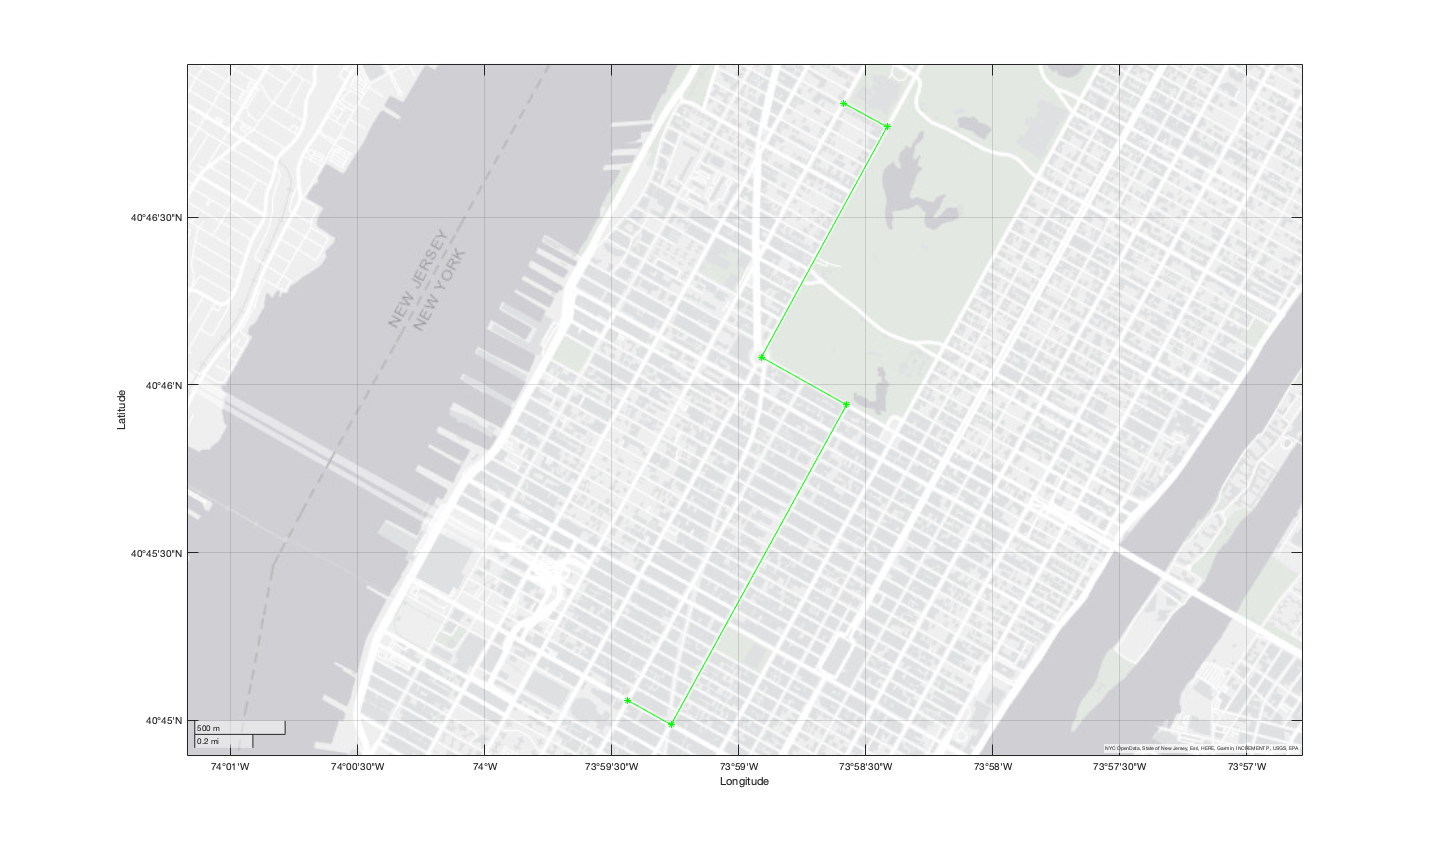 NEW JERSEY
NEW YORK
40°46'30"N
40°46'N
40°45'30"N
40°45'N
Latitude
500 m
0.2 mi
NYC OpenData, State of New Jersey, Esri, HERE, Garmin, INCREMENT P, USGS, EPA
74°01'W 74°00'30"W 74°W 73°59'30"W 73°59'W 73°58'30"W 73°58'W 73°57'30"W 73°57'W
Longitude